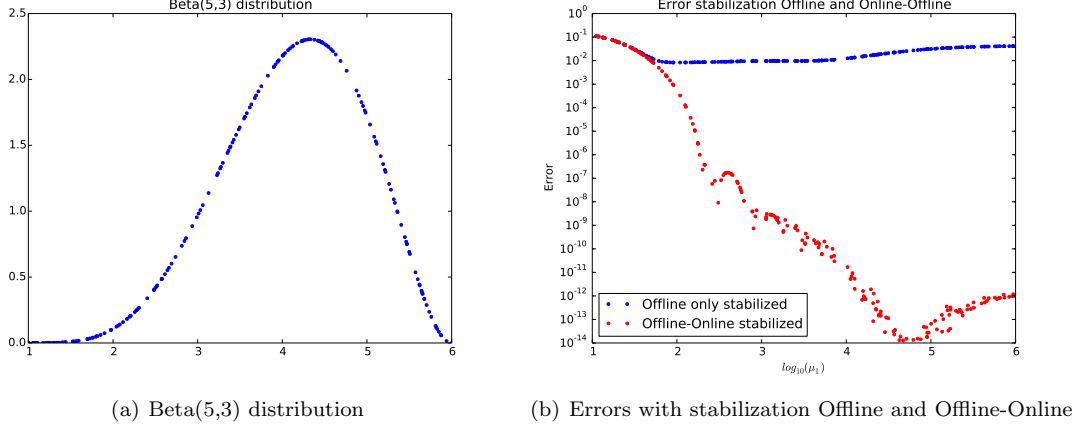 Beta(5,3) distribution
2.5
2.0
1.5
1.0
0.5
0.0
1 2 3 4 5 6
(a) Beta(5,3) distribution
Error stabilization Offline and Online-Offline
10^0
10^-1
10^-2
10^-3
10^-4
10^-5
10^-6
10^-7
10^-8
10^-9
10^-10
10^-11
10^-12
10^-13
10^-14
Error
Offline only stabilized
Offline-Online stabilized
1 2 3 4 5 6
log_10(μ_1)
(b) Errors with stabilization Offline and Offline-Online